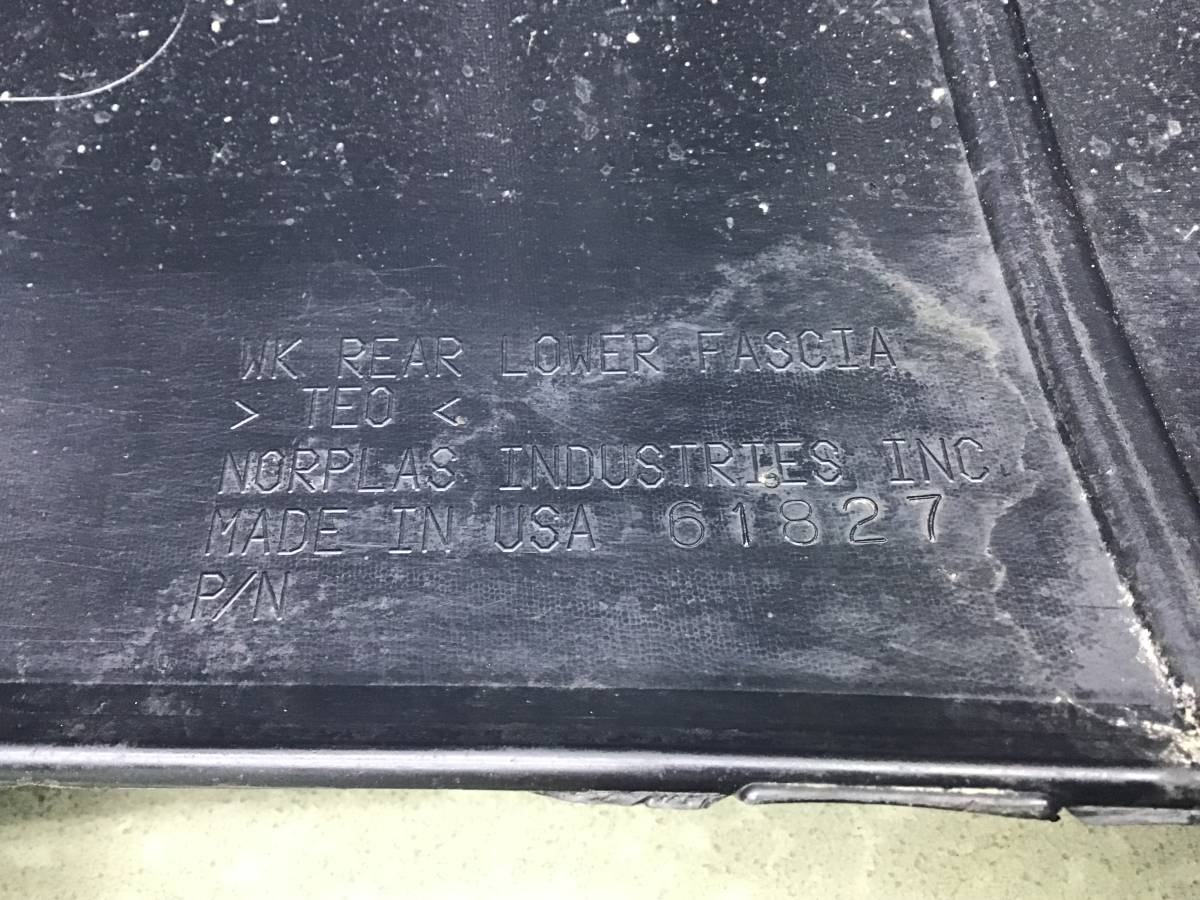 WK REAR LOWER FASCIA
> TEO <
NORPLAS INDUSTRIES INC
MADE IN USA 61827
P/N